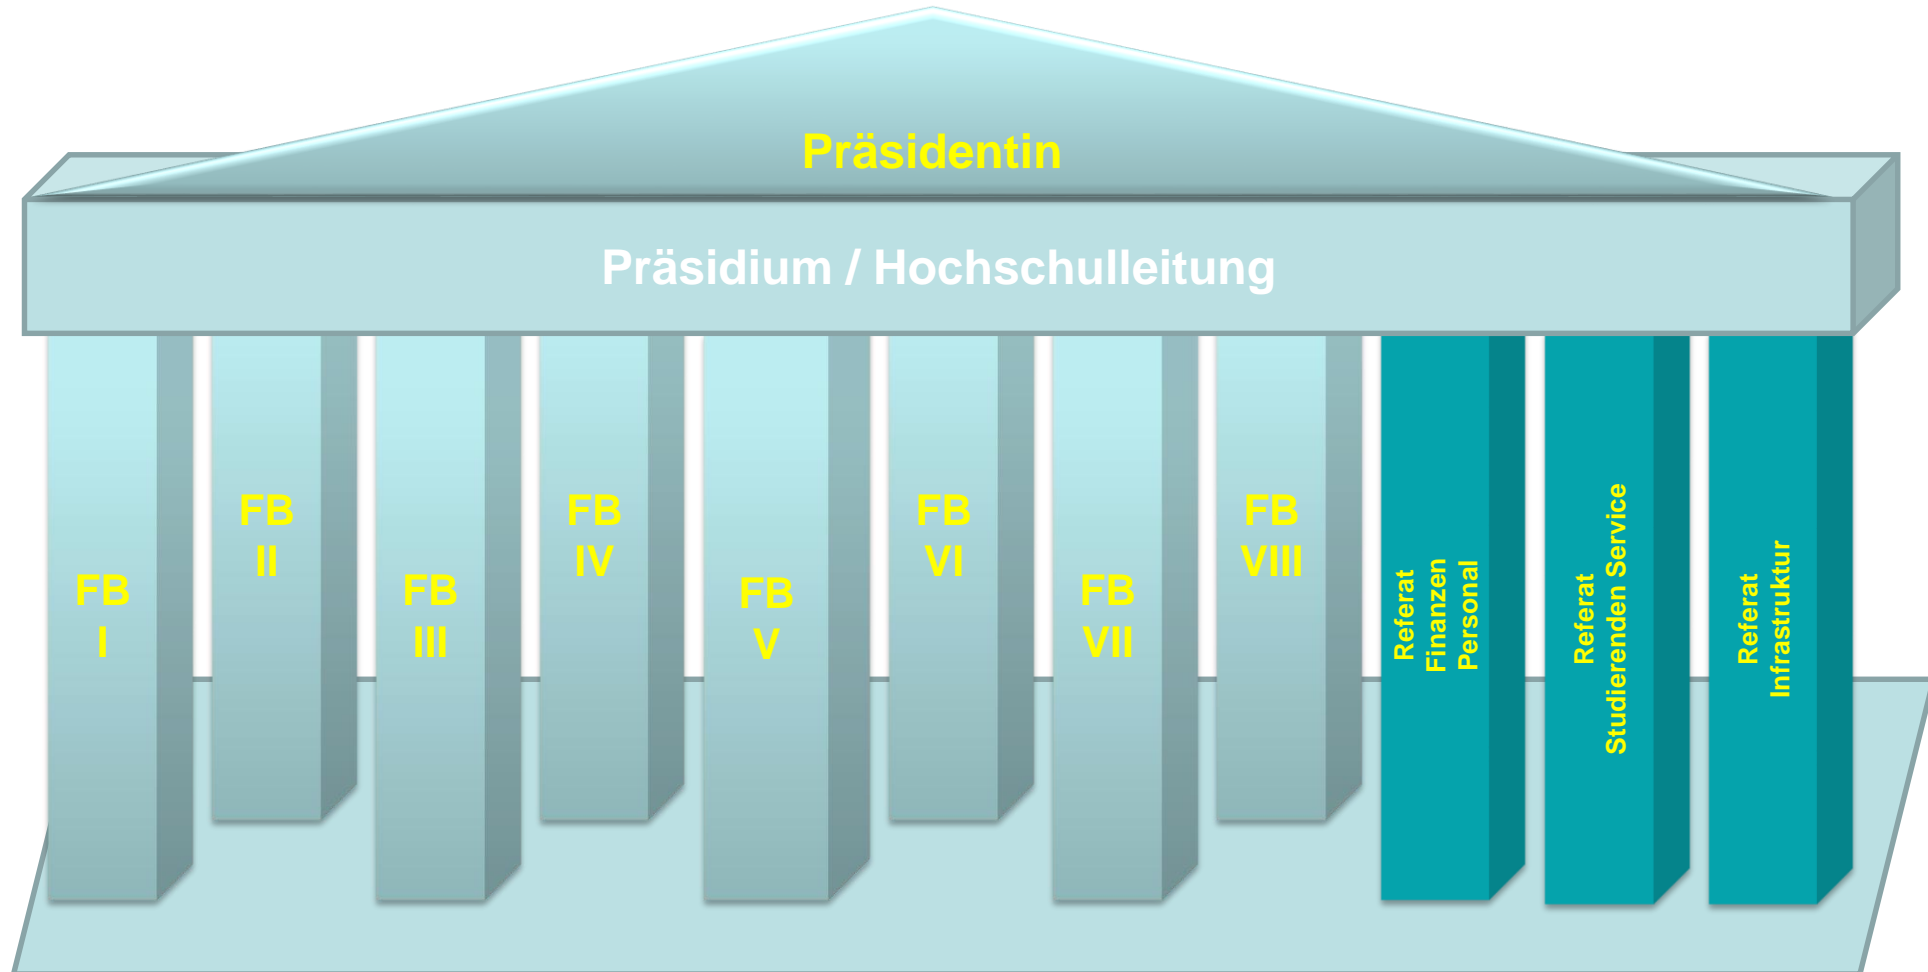 Präsidentin
Präsidium / Hochschulleitung
FB
I
FB
II
FB
III
FB
IV
FB
V
FB
VI
FB
VII
FB
VIII
Referat
Finanzen
Personal
Referat
Studierenden Service
Referat
Infrastruktur